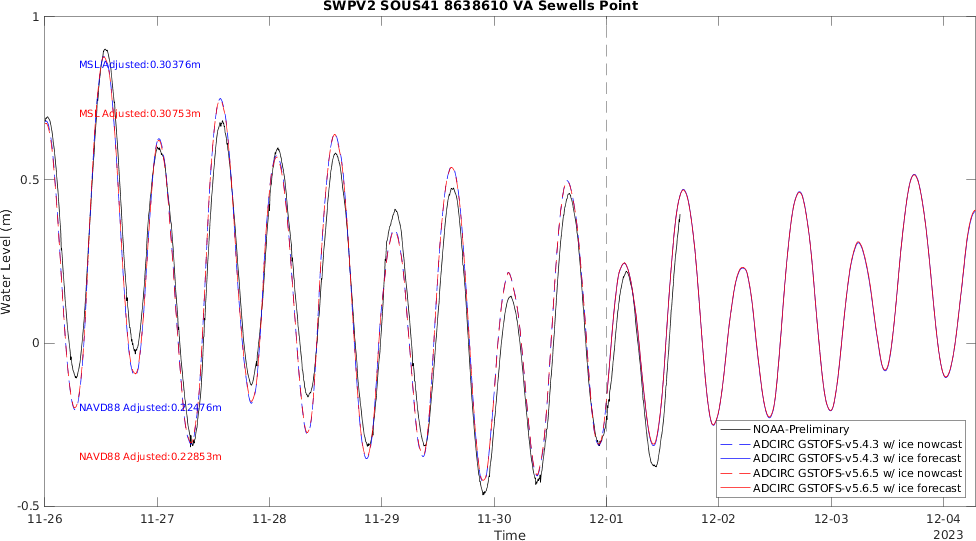 SWPV2 SOUS41 8638610 VA Sewells Point
1
0.5
0
-0.5
Water Level (m)
MSL Adjusted:0.30376m
MSL Adjusted:0.30753m
NAVD88 Adjusted:0.22476m
NAVD88 Adjusted:0.22853m
NOAA-Preliminary
ADCIRC GSTOFS-v5.4.3 w/ ice nowcast
ADCIRC GSTOFS-v5.4.3 w/ ice forecast
ADCIRC GSTOFS-v5.6.5 w/ ice nowcast
ADCIRC GSTOFS-v5.6.5 w/ ice forecast
11-26 11-27 11-28 11-29 11-30 12-01 12-02 12-03 12-04
Time
2023